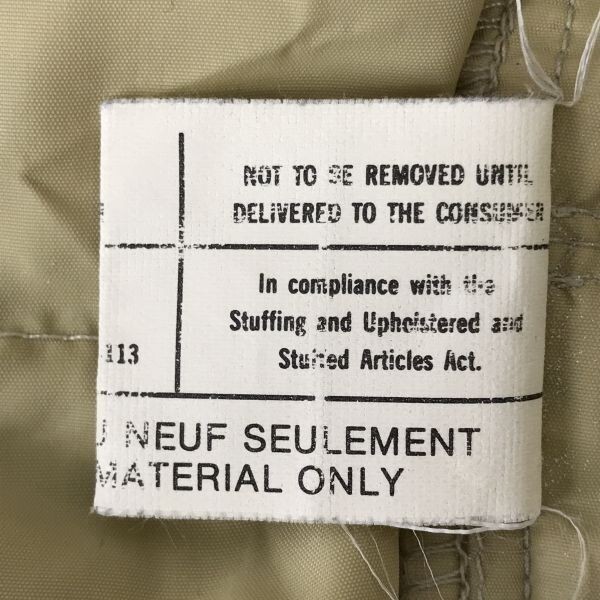 NOT TO BE REMOVED UNTIL
DELIVERED TO THE CONSUMER
In compliance with the
Stuffing and Upholstered and
113
Stuffed Articles Act.
NEUF SEULEMENT
MATERIAL ONLY